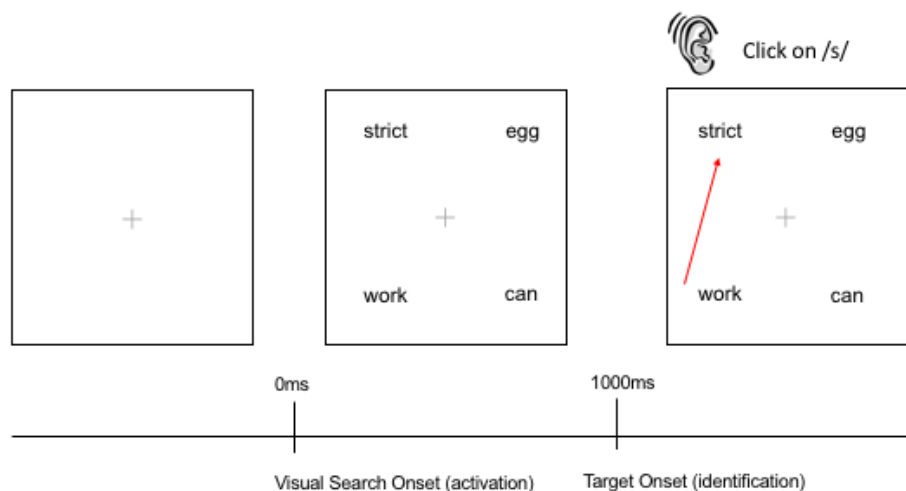 Click on /s/
strict egg
work can
strict egg
work can
0ms 1000ms
Visual Search Onset (activation) Target Onset (identification)